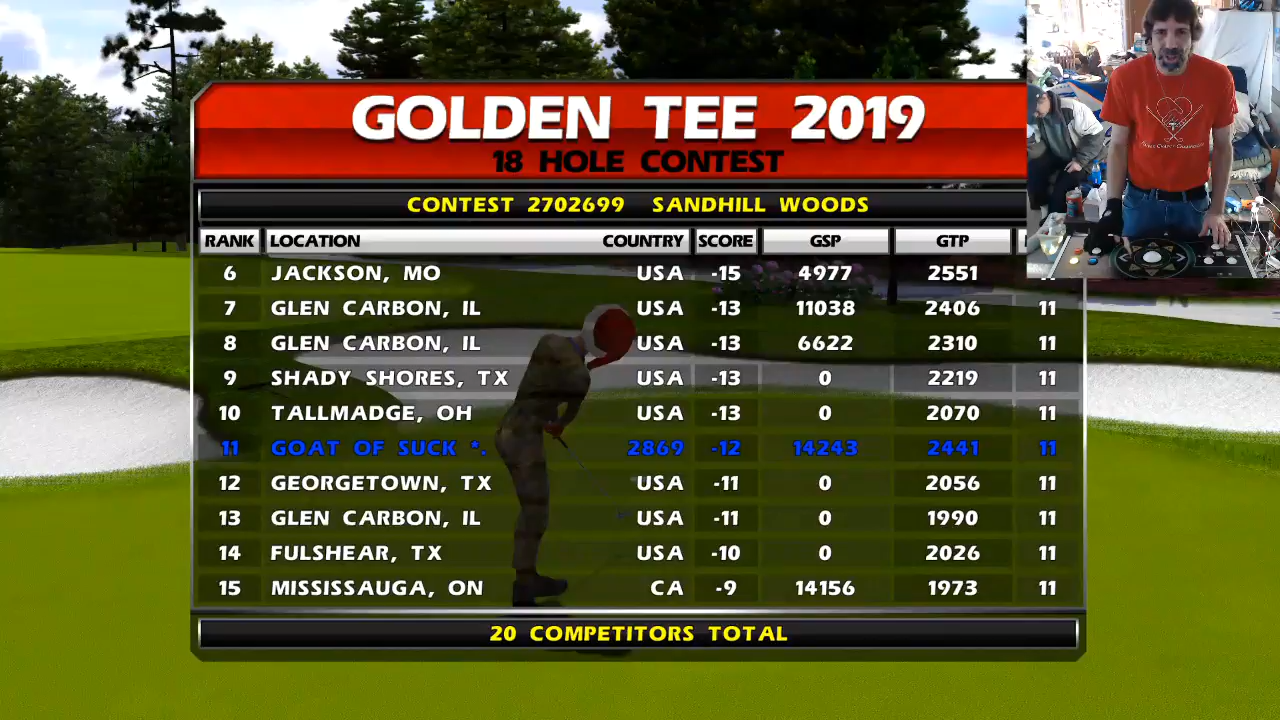 GOLDEN TEE 2019
18 HOLE CONTEST
CONTEST 2702699 SANDHILL WOODS
RANK LOCATION COUNTRY SCORE GSP GTP
6 JACKSON, MO USA -15 4977 2551
7 GLEN CARBON, IL USA -13 11038 2406 11
8 GLEN CARBON, IL USA -13 6622 2310 11
9 SHADY SHORES, TX USA -13 0 2219 11
10 TALLMADGE, OH USA -13 0 2070 11
11 GOAT OF SUCK *. 2869 -12 14243 2441 11
12 GEORGETOWN, TX USA -11 0 2056 11
13 GLEN CARBON, IL USA -11 0 1990 11
14 FULSHEAR, TX USA -10 0 2026 11
15 MISSISSAUGA, ON CA -9 14156 1973 11
20 COMPETITORS TOTAL